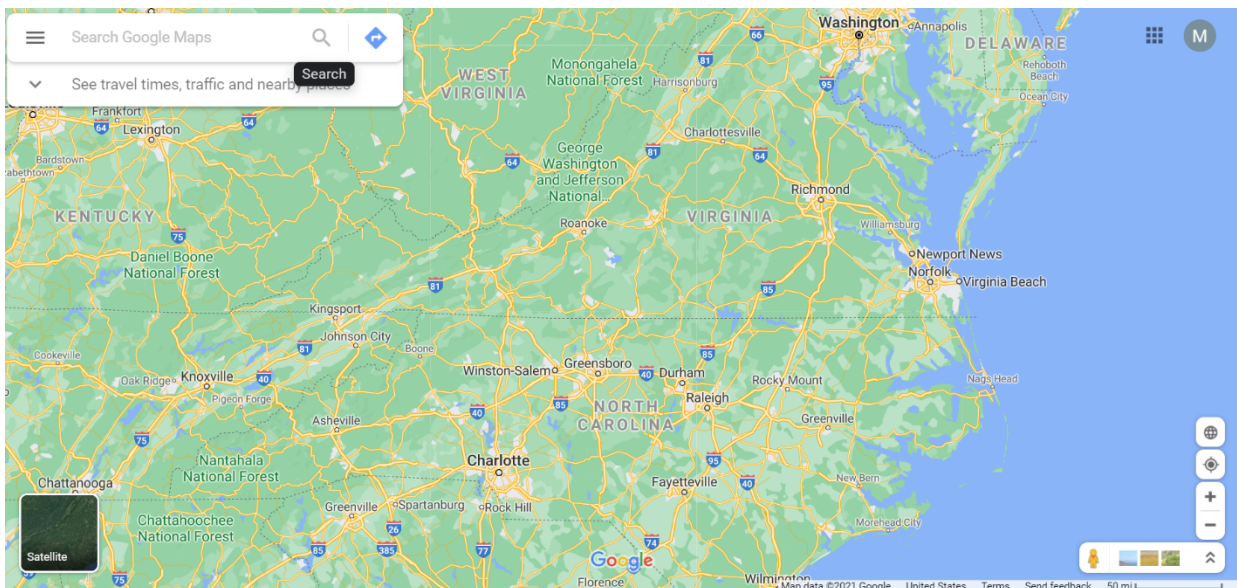 Washington
Annapolis
66
DELAWARE
M
Search Google Maps
Search
See travel times, traffic and nearby
81
WEST
VIRGINIA
Monongahela
National Forest
Harrisonburg
95
Rehoboth
Beach
Ocean City
Frankfort
64
64
Lexington
Charlottesville
81
64
64
George
Washington
and Jefferson
National...
Bardstown
Richmond
KENTUCKY
VIRGINIA
Roanoke
Williamsburg
75
Daniel Boone
National Forest
Newport News
Norfolk
Virginia Beach
81
85
Kingsport
Johnson City
81
Boone
Cookeville
85
Greensboro
Winston-Salem
40
Durham
Oak Ridge
Knoxville
40
Rocky Mount
Nags Head
Pigeon Forge
85
Raleigh
40
NORTH
CAROLINA
Asheville
Greenville
75
Charlotte
95
Nantahala
National Forest
40
Chattanooga
Fayetteville
New Bern
Greenville
Spartanburg
Rock Hill
Chattahoochee
National Forest
26
Morehead City
Satellite
85
385
77
74
Google
75
Florence
Wilmington
Map data ©2021 Google
United States
Terms
Send feedback
50 mi